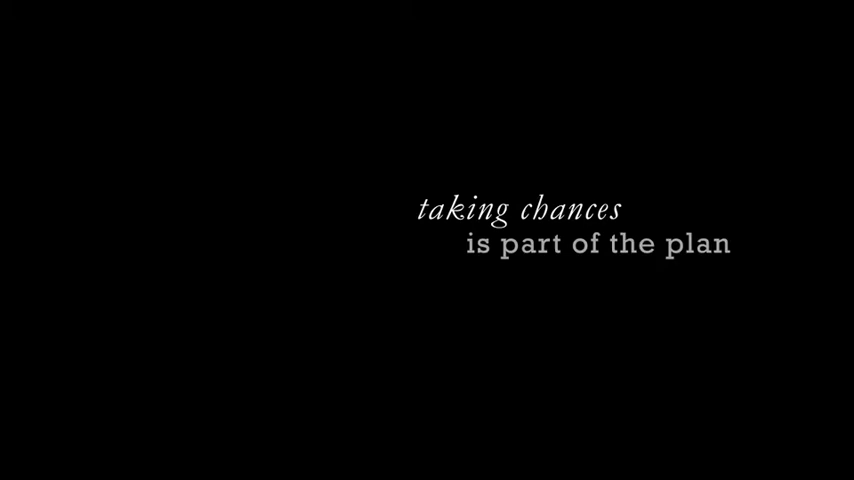 taking chances
is part of the plan